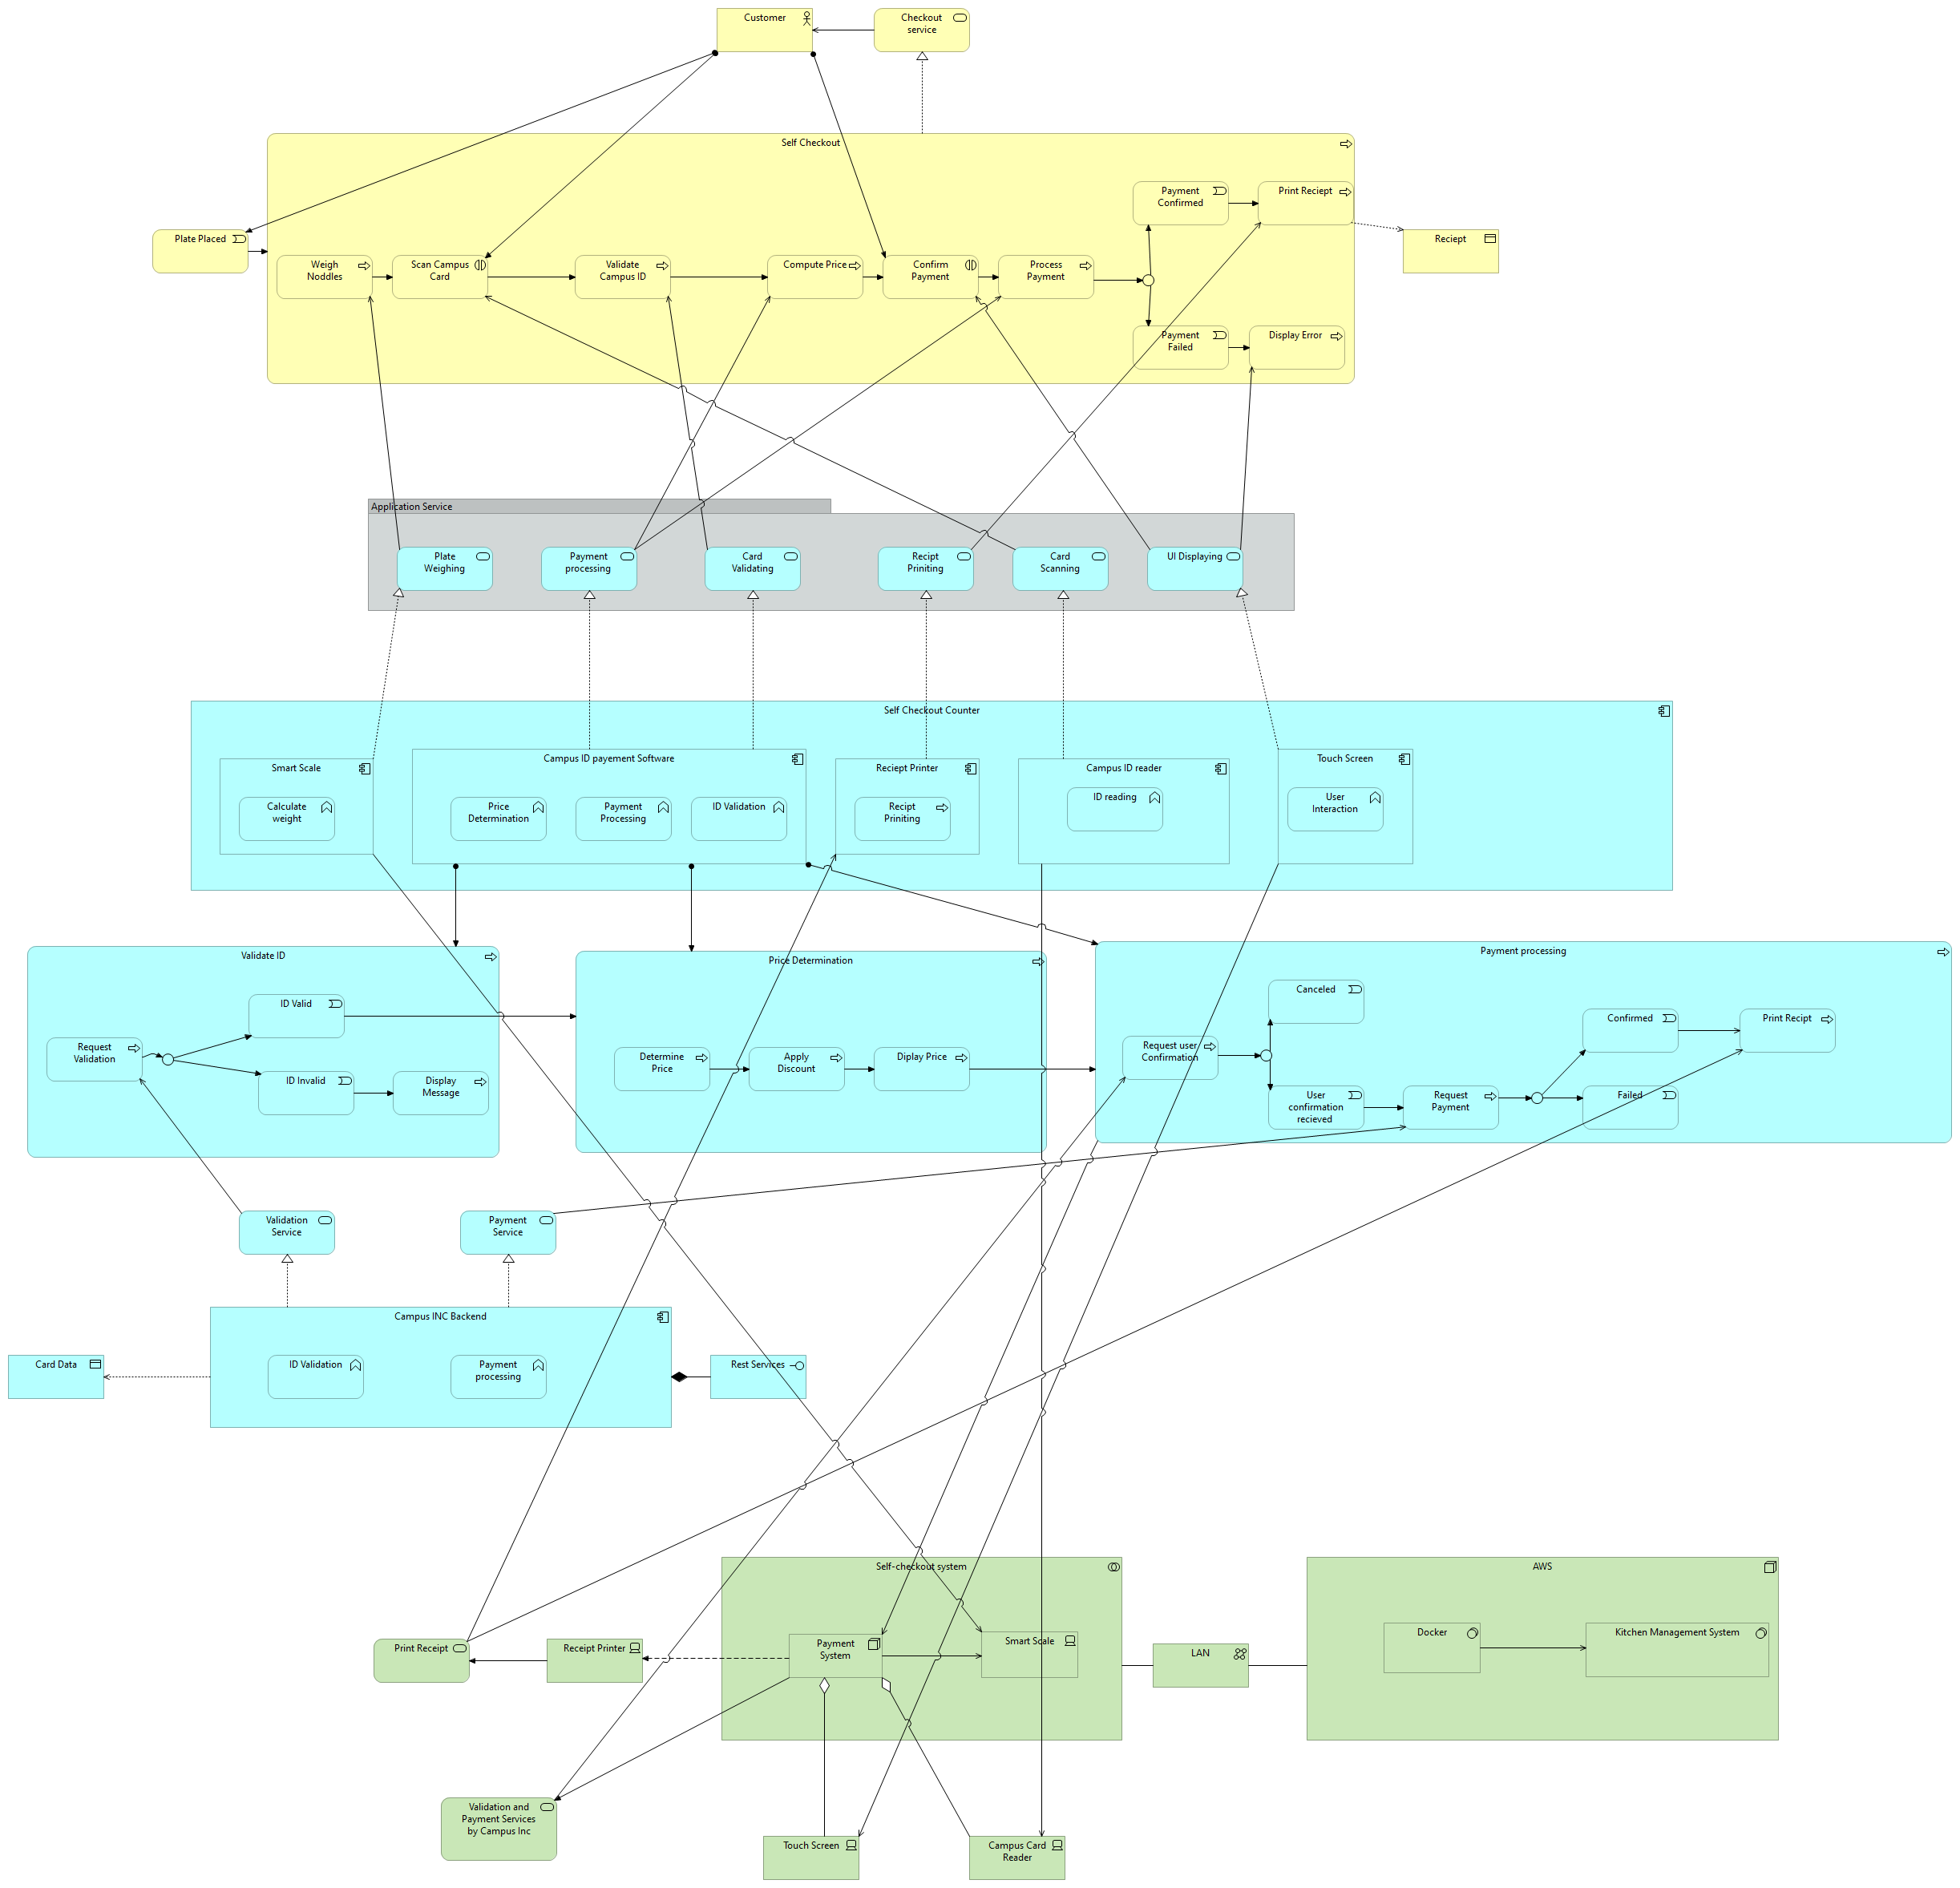 Customer
Checkout
service
Self Checkout
Payment
Confirmed
Print Reciept
Plate Placed
Reciept
Weigh
Noddles
Scan Campus
Card
Validate
Campus ID
Compute Price
Confirm
Payment
Process
Payment
Payment
Failed
Display Error
Application Service
Plate
Weighing
Payment
processing
Card
Validating
Recipt
Priniting
Card
Scanning
UI Displaying
Self Checkout Counter
Smart Scale
Campus ID payement Software
Reciept Printer
Campus ID reader
Touch Screen
Calculate
weight
Price
Determination
Payment
Processing
ID Validation
Recipt
Priniting
ID reading
User
Interaction
Validate ID
Price Determination
Payment processing
ID Valid
Canceled
Request
Validation
Determine
Price
Apply
Discount
Diplay Price
Request user
Confirmation
Confirmed
Print Recipt
ID Invalid
Display
Message
User
confirmation
recieved
Request
Payment
Failed
Validation
Service
Payment
Service
Campus INC Backend
Card Data
ID Validation
Payment
processing
Rest Services
Self-checkout system
AWS
Print Receipt
Receipt Printer
Payment
System
Smart Scale
LAN
Docker
Kitchen Management System
Validation and
Payment Services
by Campus Inc
Touch Screen
Campus Card
Reader